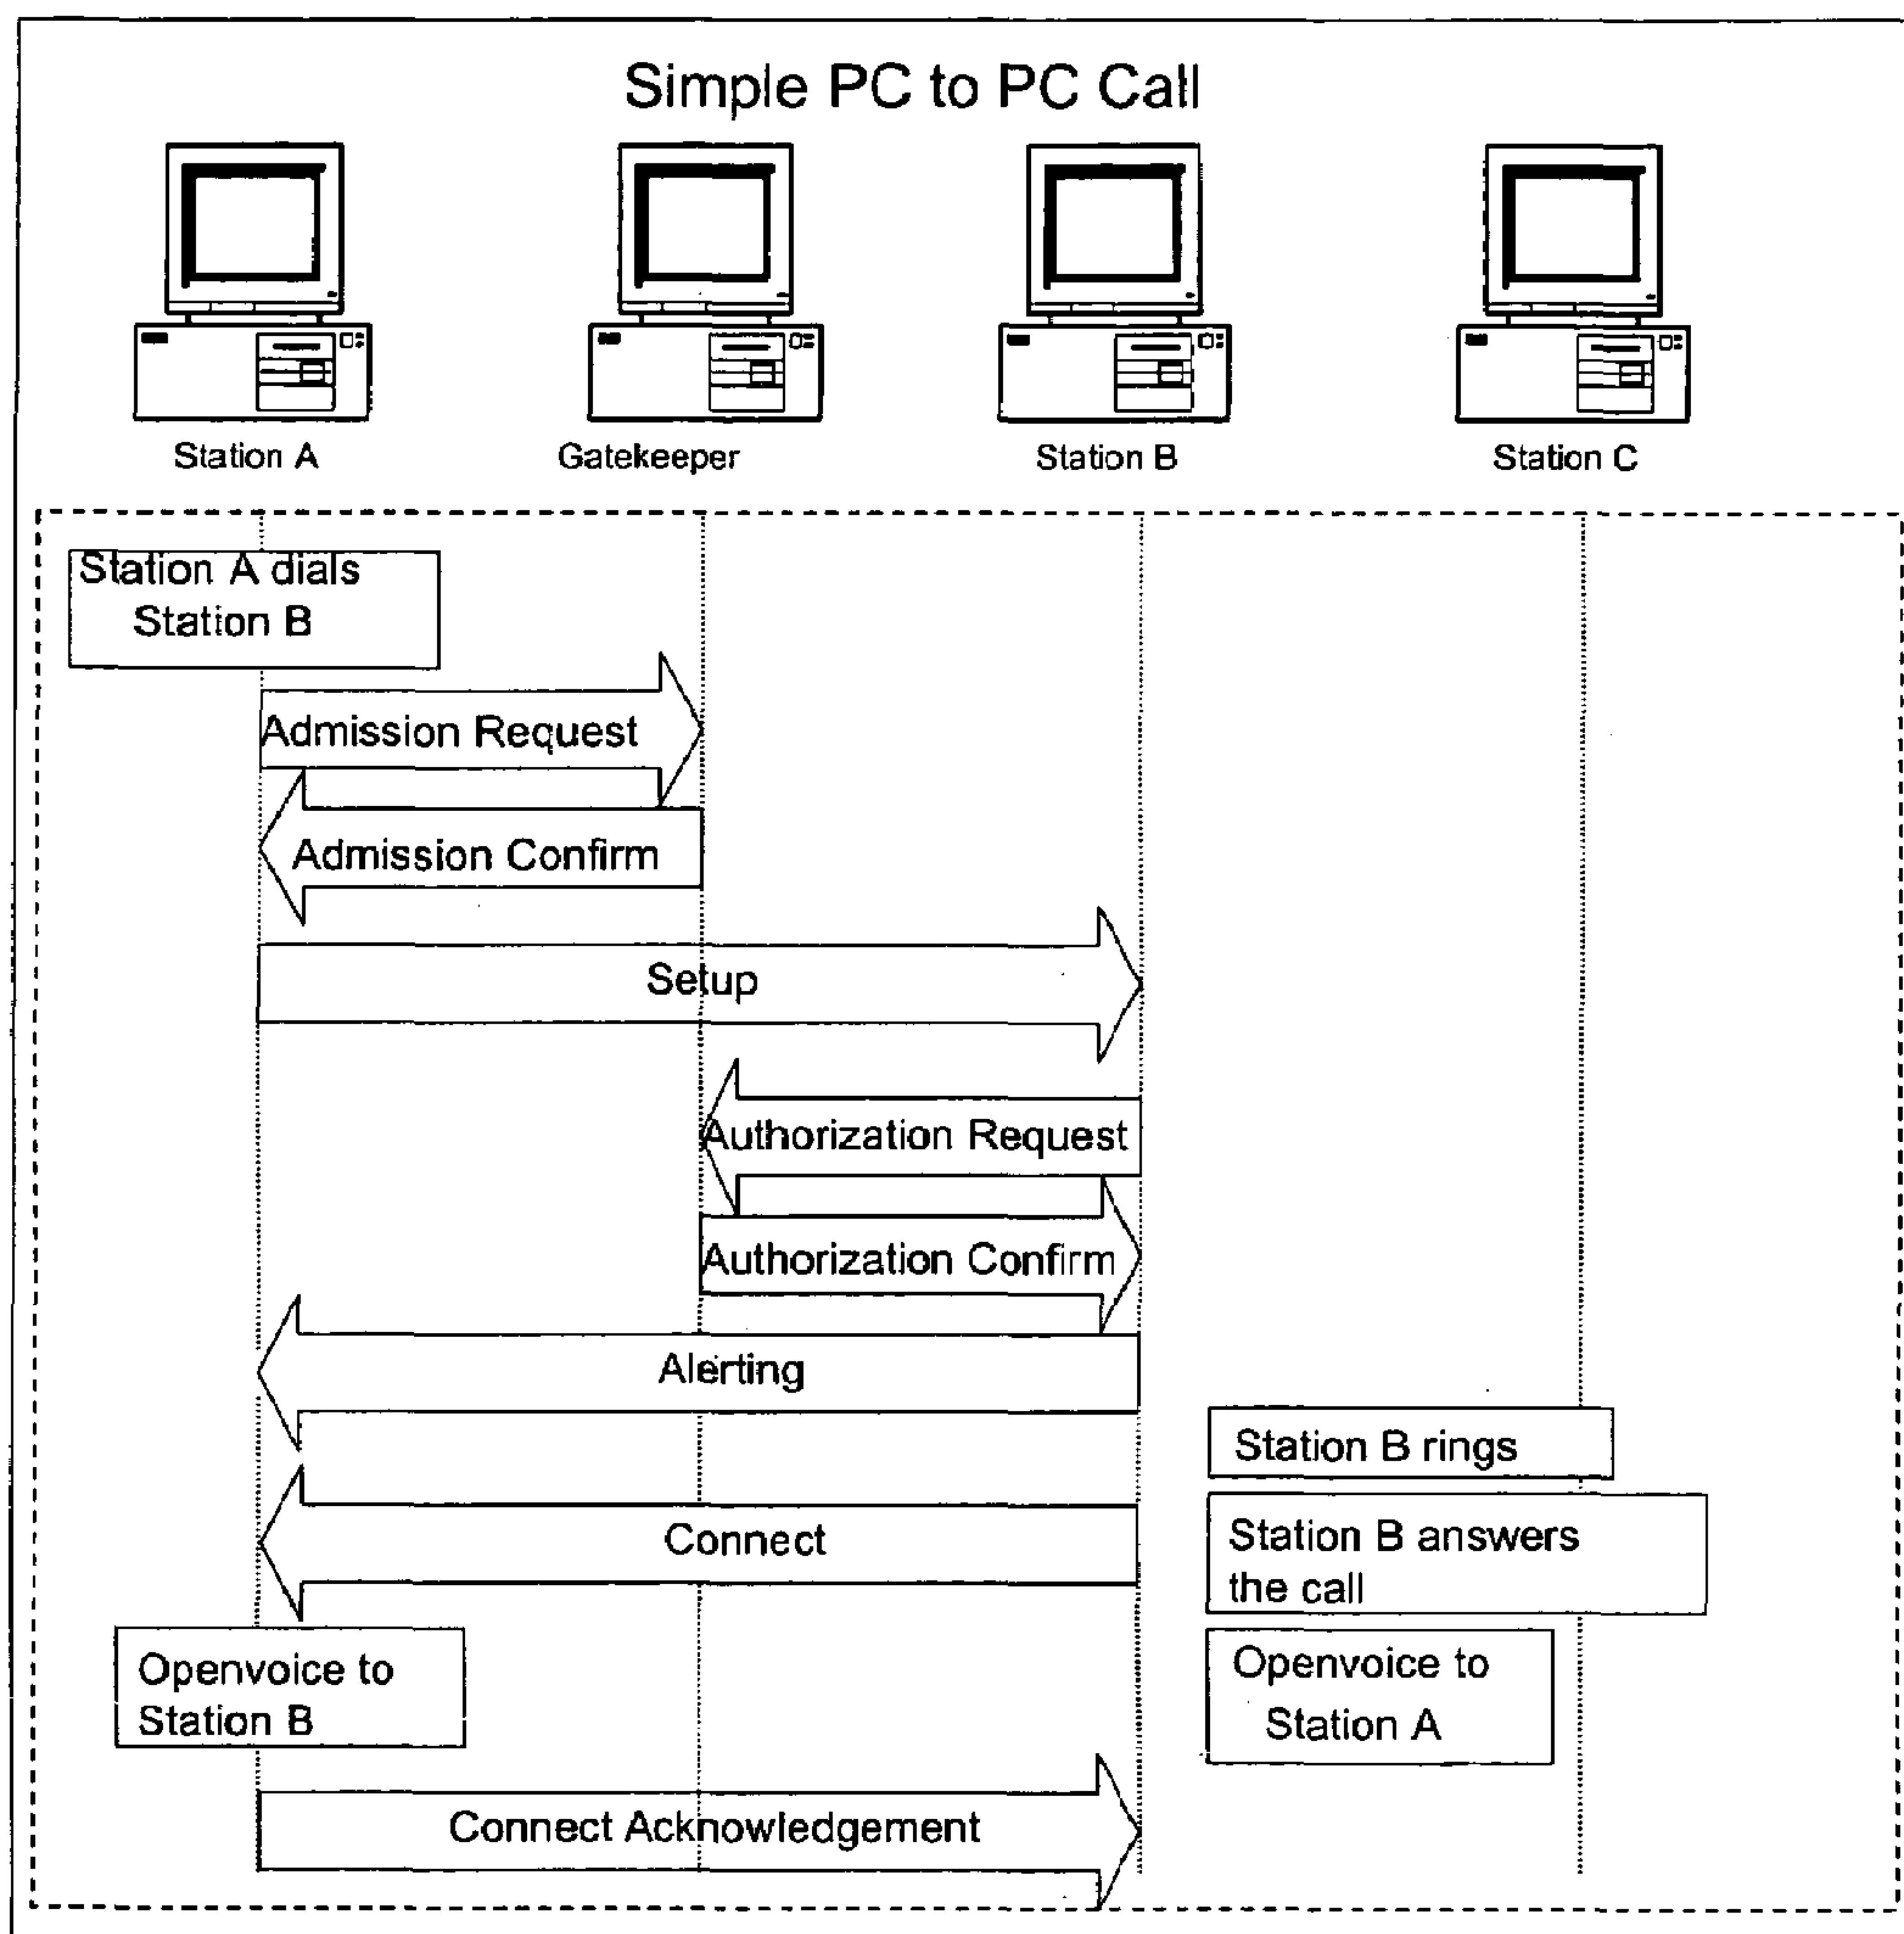 Simple PC to PC Call
Station A
Gatekeeper
Station B
Station C
Station A dials
Station B
Admission Request
Admission Confirm
Setup
Authorization Request
Authorization Confirm
Alerting
Station B rings
Connect
Station B answers
the call
Openvoice to
Station B
Openvoice to
Station A
Connect Acknowledgement